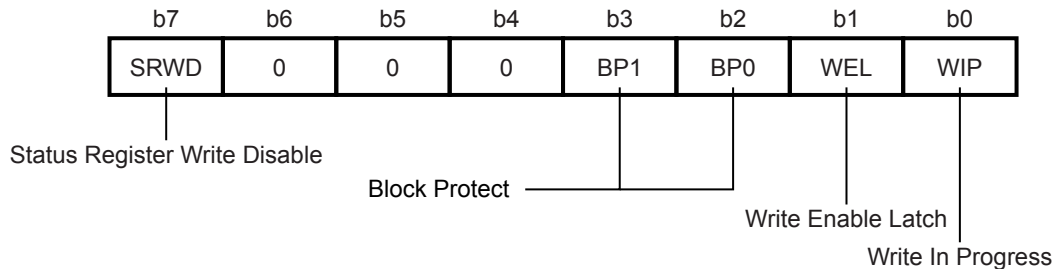 b7 b6 b5 b4 b3 b2 b1 b0
SRWD 0 0 0 BP1 BP0 WEL WIP
Status Register Write Disable
Block Protect
Write Enable Latch
Write In Progress